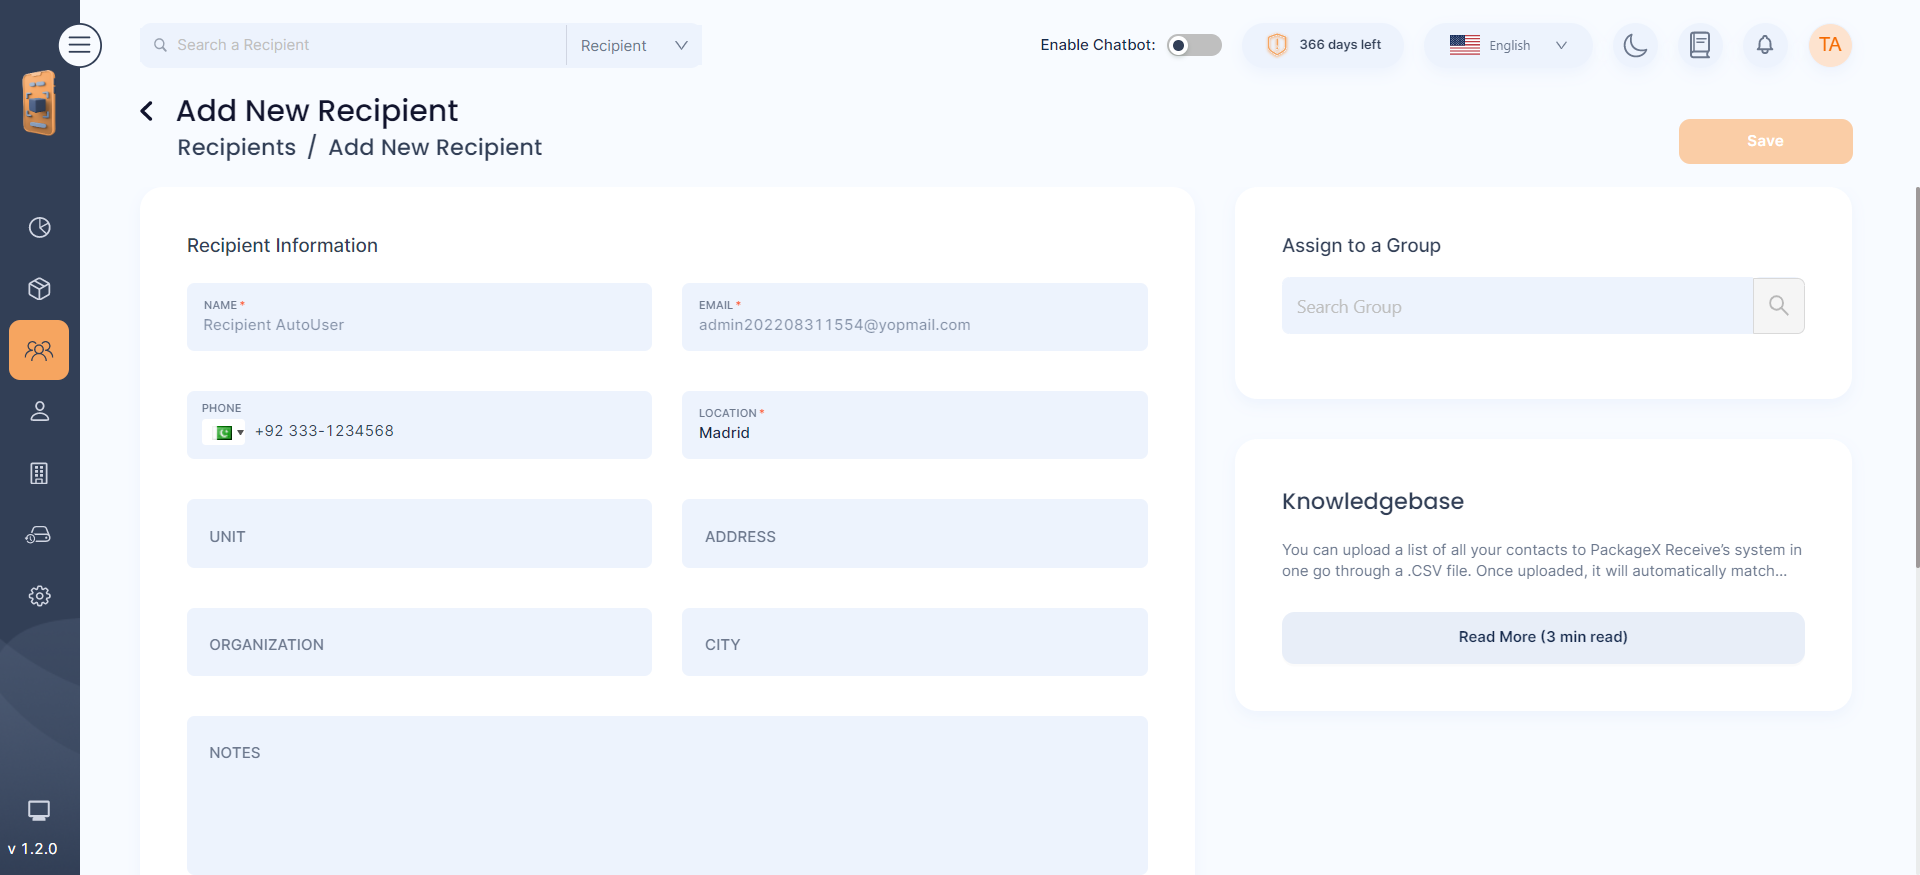 Search a Recipient
Recipient
Enable Chatbot:
366 days left
English
TA
Add New Recipient
Recipients / Add New Recipient
Save
Recipient Information
NAME *
Recipient AutoUser
EMAIL *
admin202208311554@yopmail.com
PHONE
+92 333-1234568
LOCATION *
Madrid
UNIT
ADDRESS
ORGANIZATION
CITY
NOTES
Assign to a Group
Search Group
Knowledgebase
You can upload a list of all your contacts to PackageX Receive's system in
one go through a .CSV file. Once uploaded, it will automatically match...
Read More (3 min read)
v 1.2.0